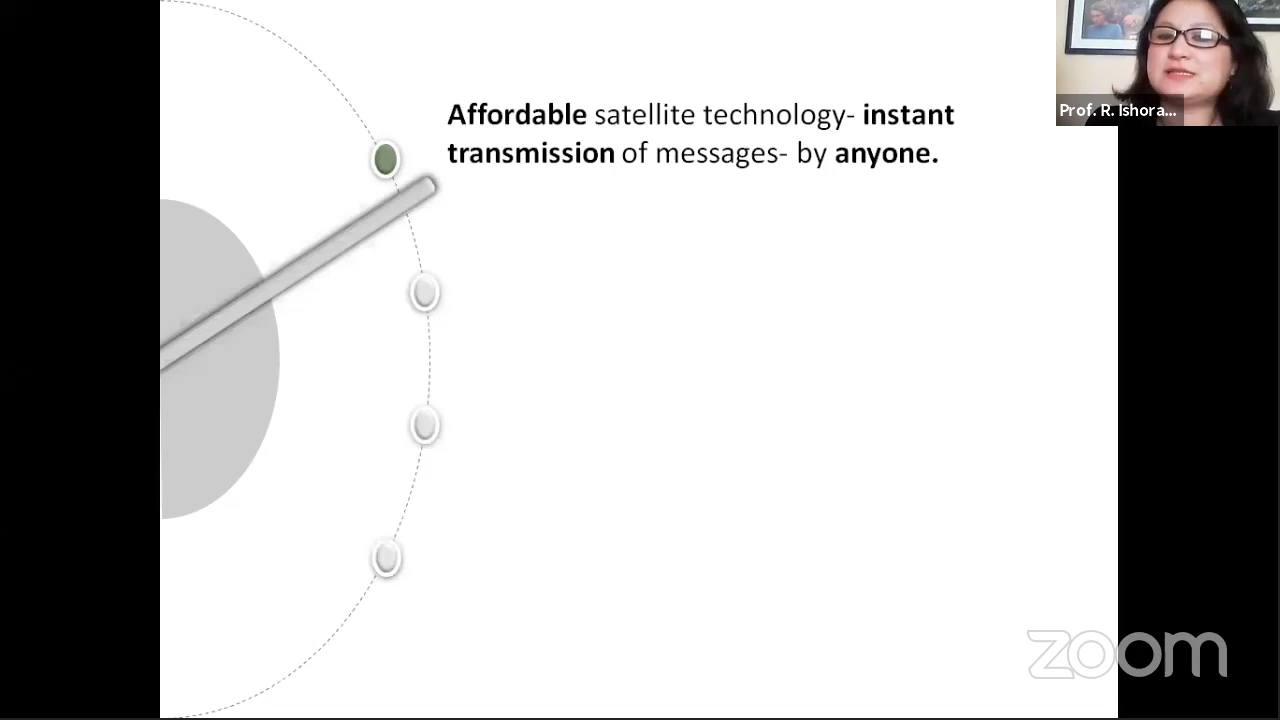 Affordable satellite technology- instant
transmission of messages- by anyone.
Prof. R. Ishora...
zoom